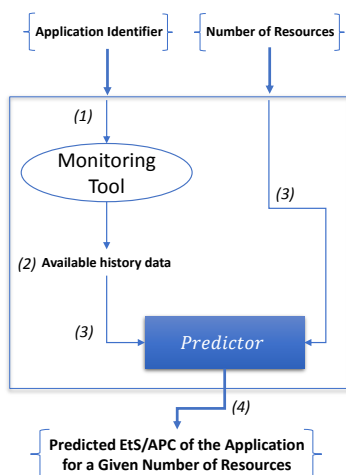 Application Identifier
Number of Resources
(1)
Monitoring
Tool
(3)
(2) Available history data
(3)
Predictor
(4)
Predicted EtS/APC of the Application
for a Given Number of Resources